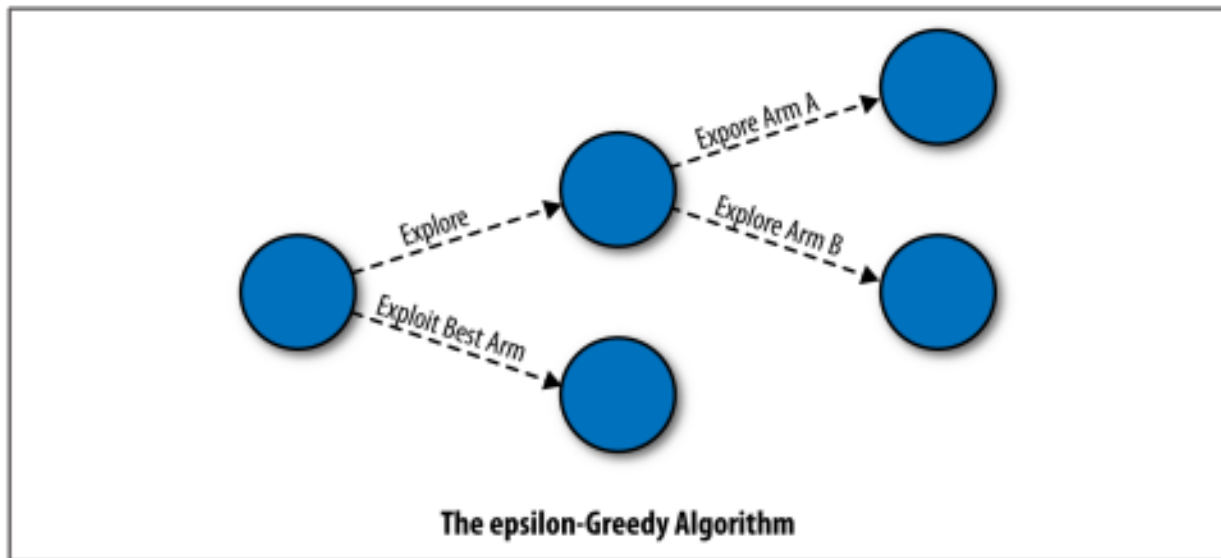 Expore Arm A
Explore
Explore Arm B
Exploit Best Arm
The epsilon-Greedy Algorithm